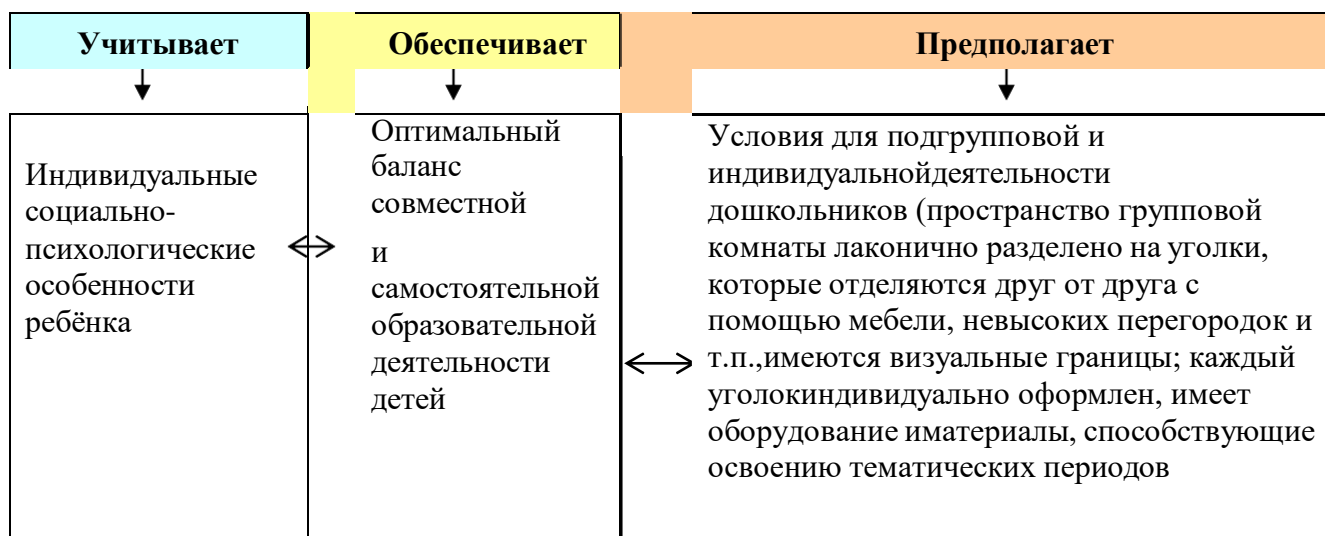 Учитывает
Обеспечивает
Предполагает
Индивидуальные
социально-
психологические
особенности
ребёнка
Оптимальный
баланс
совместной
и
самостоятельной
образовательной
деятельности
детей
Условия для подгрупповой и
индивидуальнойдеятельности
дошкольников (пространство групповой
комнаты лаконично разделено на уголки,
которые отделяются друг от друга с
помощью мебели, невысоких перегородок и
т.п.,имеются визуальные границы; каждый
уголокиндивидуально оформлен, имеет
оборудование иматериалы, способствующие
освоению тематических периодов